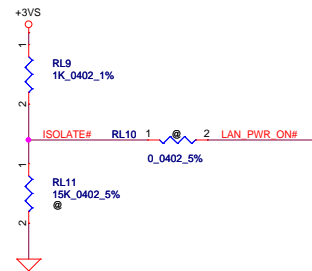 +3VS
1
RL9
1K_0402_1%
2
ISOLATE# RL10 1 @ 2 LAN_PWR_ON#
0_0402_5%
1
RL11
15K_0402_5%
@
2